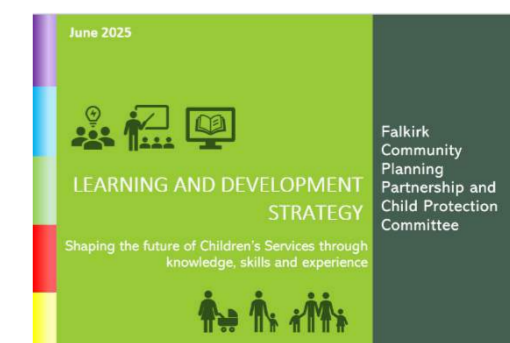 June 2025
LEARNING AND DEVELOPMENT
STRATEGY
Shaping the future of Children's Services through
knowledge, skills and experience
Falkirk
Community
Planning
Partnership and
Child Protection
Committee